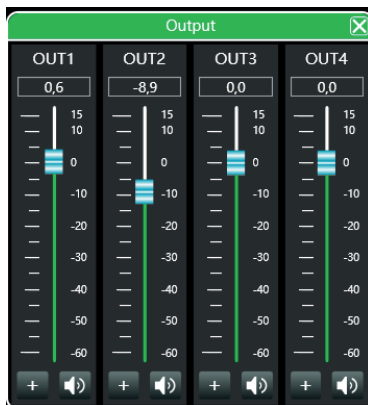 Output
OUT1 OUT2 OUT3 OUT4
0,6 -8,9 0,0 0,0
15 15 15 15
10 10 10 10
0 0 0 0
-10 -10 -10 -10
-20 -20 -20 -20
-30 -30 -30 -30
-40 -40 -40 -40
-50 -50 -50 -50
-60 -60 -60 -60
+ + + +